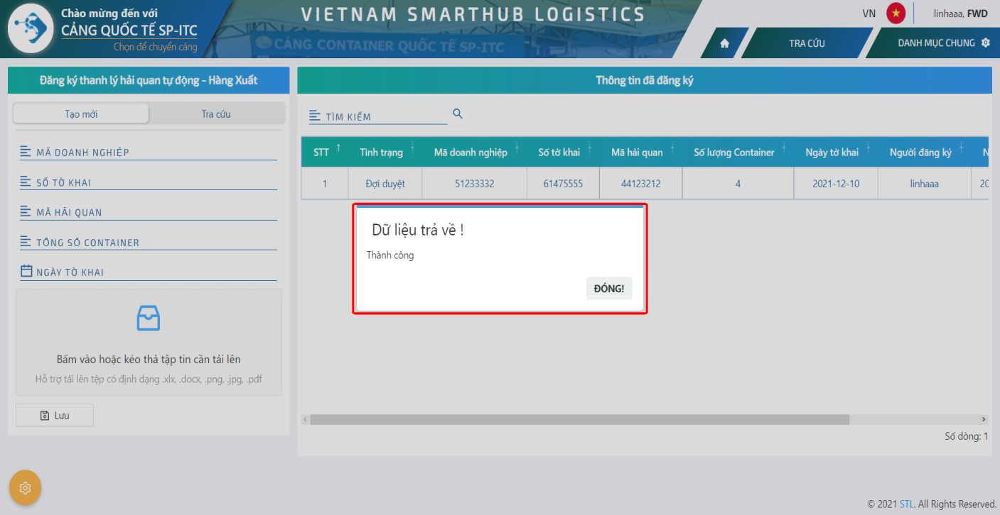 Chào mừng đến với
CẢNG QUỐC TẾ SP-ITC
Chọn để chuyển cảng
VIETNAM SMARTHUB LOGISTICS
CẢNG CONTAINER QUỐC TẾ SP-ITC
VN
linhaaa, FWD
TRA CỨU
DANH MỤC CHUNG
Đăng ký thanh lý hải quan tự động - Hàng Xuất
Tạo mới
Tra cứu
MÃ DOANH NGHIỆP
SỐ TỜ KHAI
MÃ HẢI QUAN
TỔNG SỐ CONTAINER
NGÀY TỜ KHAI
Bấm vào hoặc kéo thả tập tin cần tải lên
Hỗ trợ tải lên tệp có định dạng .xlx, .docx, .png, .jpg, .pdf
Lưu
Thông tin đã đăng ký
TÌM KIẾM
STT Tình trạng Mã doanh nghiệp Số tờ khai Mã hải quan Số lượng Container Ngày tờ khai Người đăng ký N
1 Đợi duyệt 51233332 61475555 44123212 4 2021-12-10 linhaaa 20
Dữ liệu trả về !
Thành công
ĐÓNG!
Số dòng: 1
© 2021 STL. All Rights Reserved.